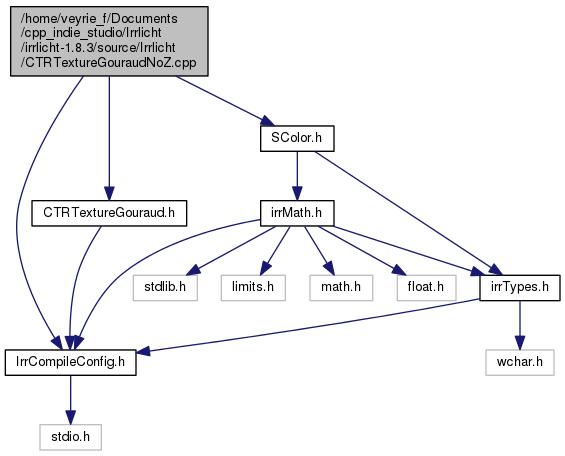 /home/veyrie_f/Documents
/cpp_indie_studio/Irrlicht
/irrlicht-1.8.3/source/Irrlicht
/CTRTextureGouraudNoZ.cpp
SColor.h
CTRTextureGouraud.h
irrMath.h
stdlib.h
limits.h
math.h
float.h
irrTypes.h
IrrCompileConfig.h
wchar.h
stdio.h